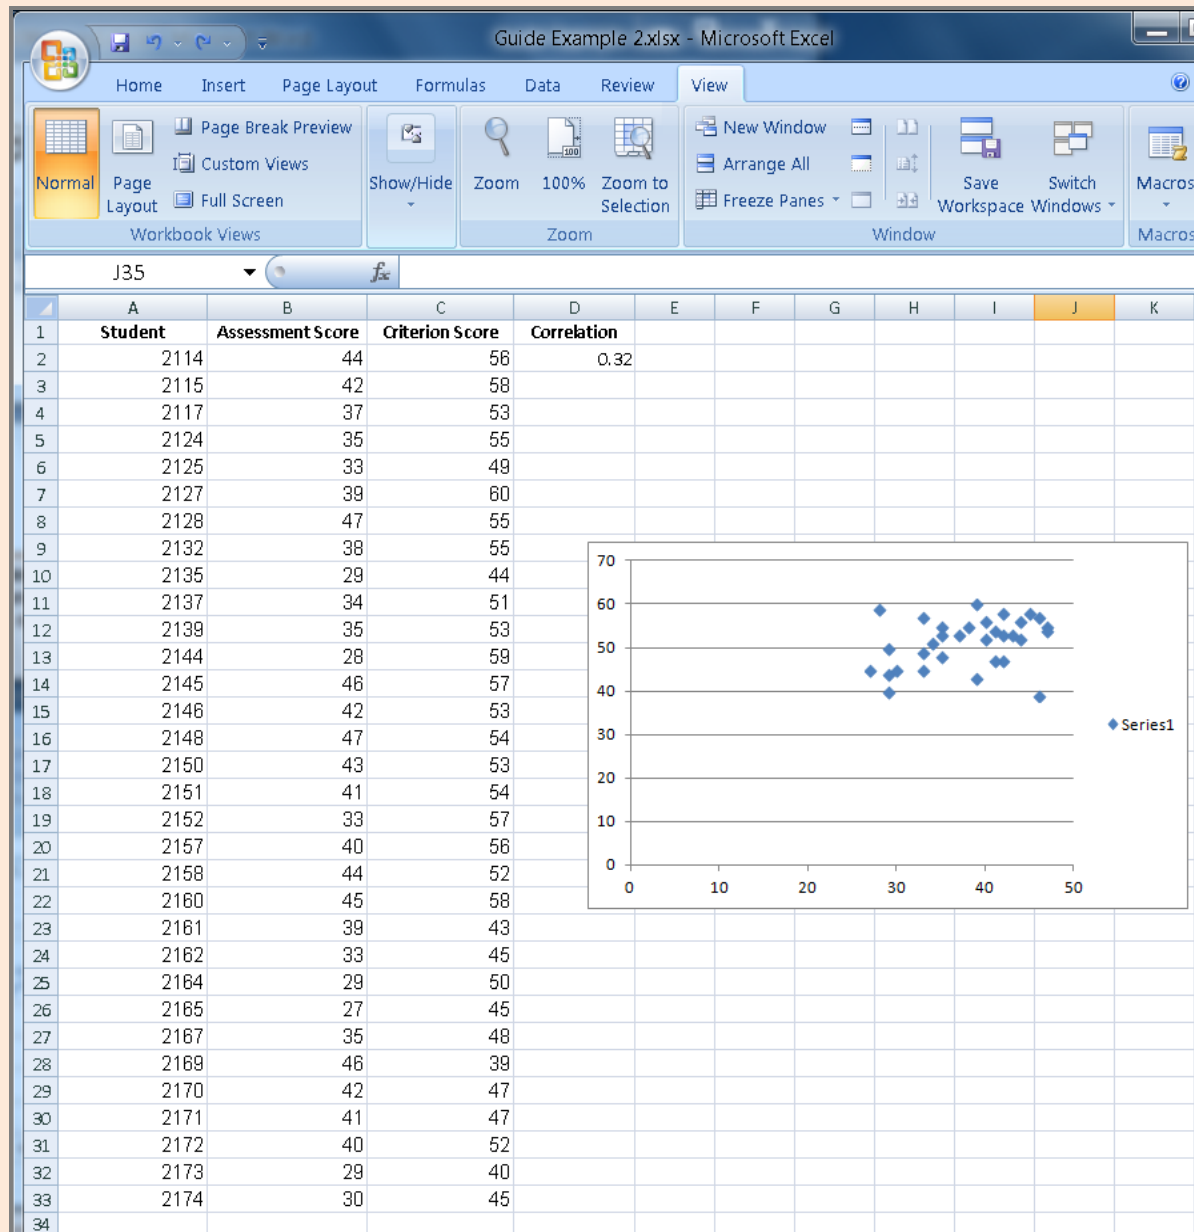 Guide Example 2.xlsx - Microsoft Excel
Home Insert Page Layout Formulas Data Review View
Normal
Page Layout
Page Break Preview
Custom Views
Full Screen
Workbook Views
Show/Hide
Zoom
100%
Zoom to Selection
Zoom
New Window
Arrange All
Freeze Panes
Save Workspace
Switch Windows
Window
Macros
Macros
J35 fx
A B C D E F G H I J K
1 Student Assessment Score Criterion Score Correlation
2 2114 44 56 0.32
3 2115 42 58
4 2117 37 53
5 2124 35 55
6 2125 33 49
7 2127 39 60
8 2128 47 55
9 2132 38 55
10 2135 29 44
11 2137 34 51
12 2139 35 53
13 2144 28 59
14 2145 46 57
15 2146 42 53
16 2148 47 54
17 2150 43 53
18 2151 41 54
19 2152 33 57
20 2157 40 56
21 2158 44 52
22 2160 45 58
23 2161 39 43
24 2162 33 45
25 2164 29 50
26 2165 27 45
27 2167 35 48
28 2169 46 39
29 2170 42 47
30 2171 41 47
31 2172 40 52
32 2173 29 40
33 2174 30 45
34
70
60
50
40
30
20
10
0
0 10 20 30 40 50
Series1